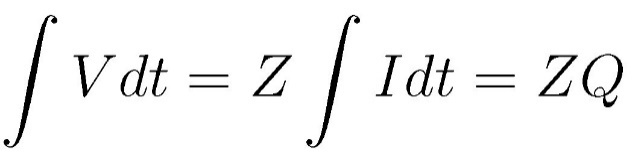 ∫ V dt = Z ∫ I dt = ZQ